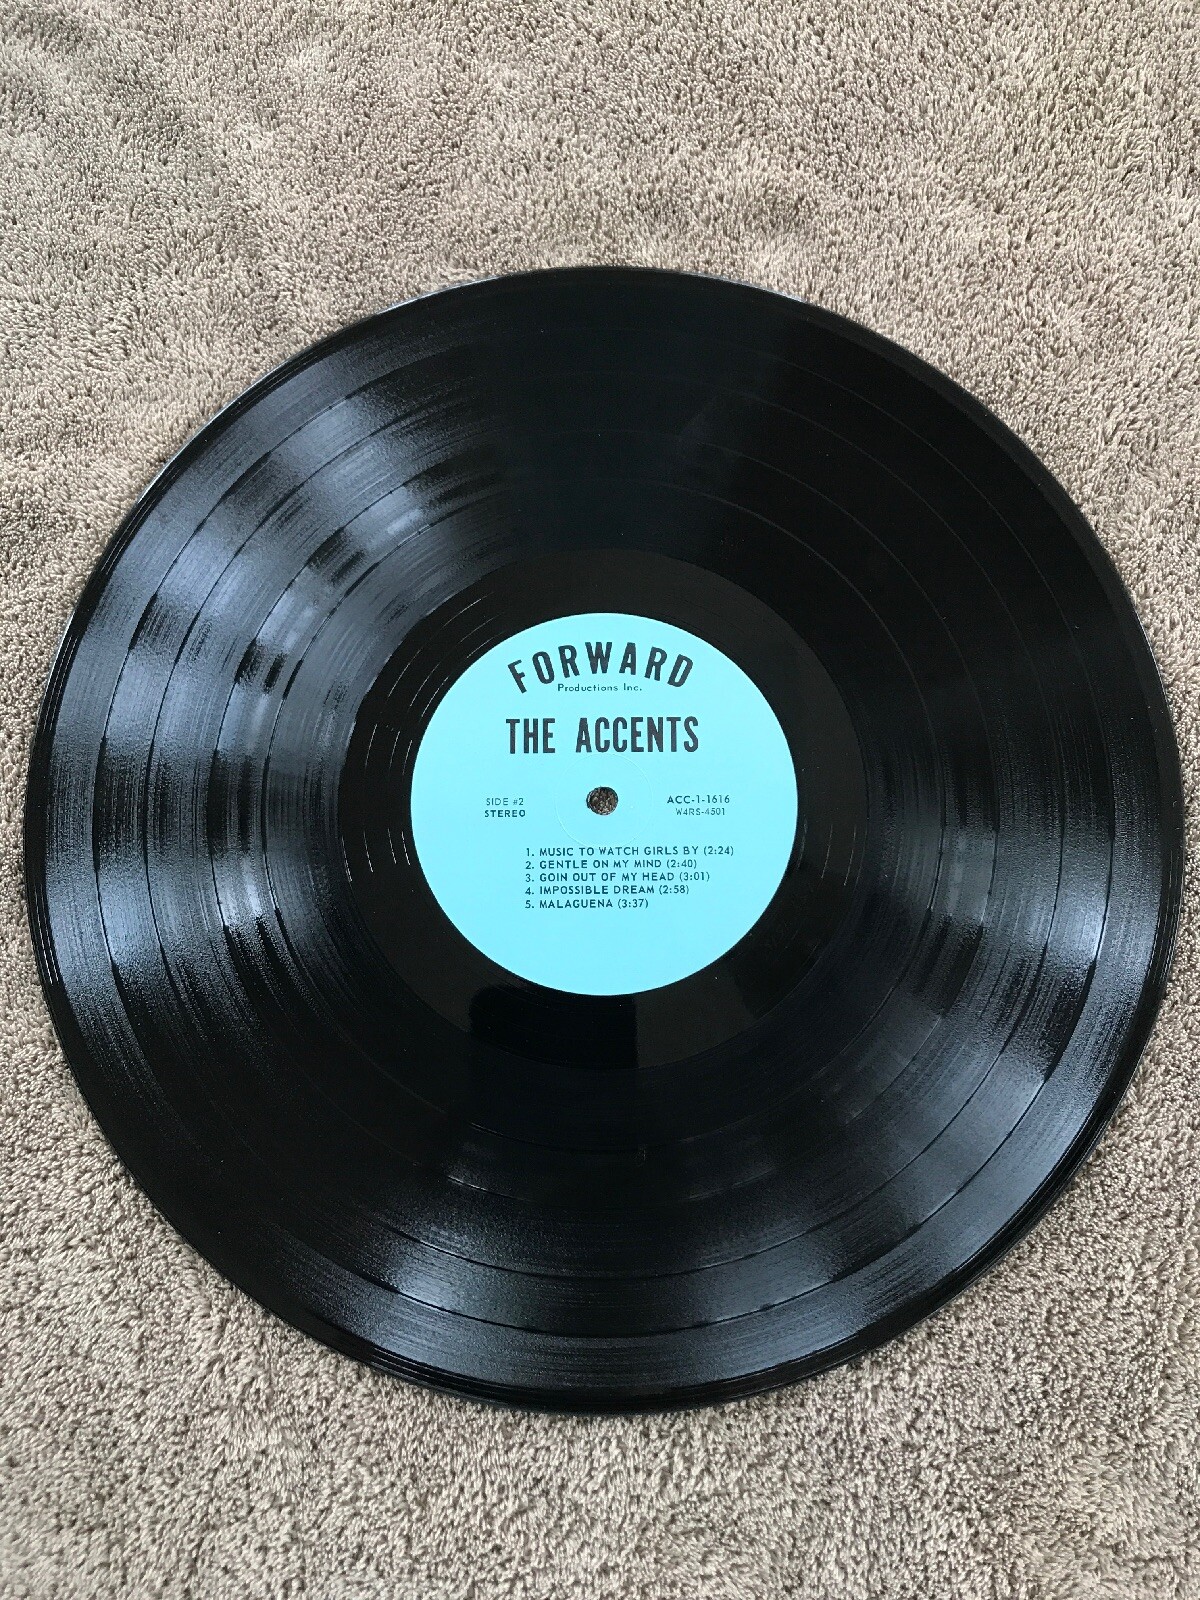 FORWARD
Productions Inc.
THE ACCENTS
SIDE #2 ACC-1-1616
STEREO W4RS-4501
1. MUSIC TO WATCH GIRLS BY (2:24)
2. GENTLE ON MY MIND (2:40)
3. GOIN OUT OF MY HEAD (3:01)
4. IMPOSSIBLE DREAM (2:58)
5. MALAGUENA (3:37)